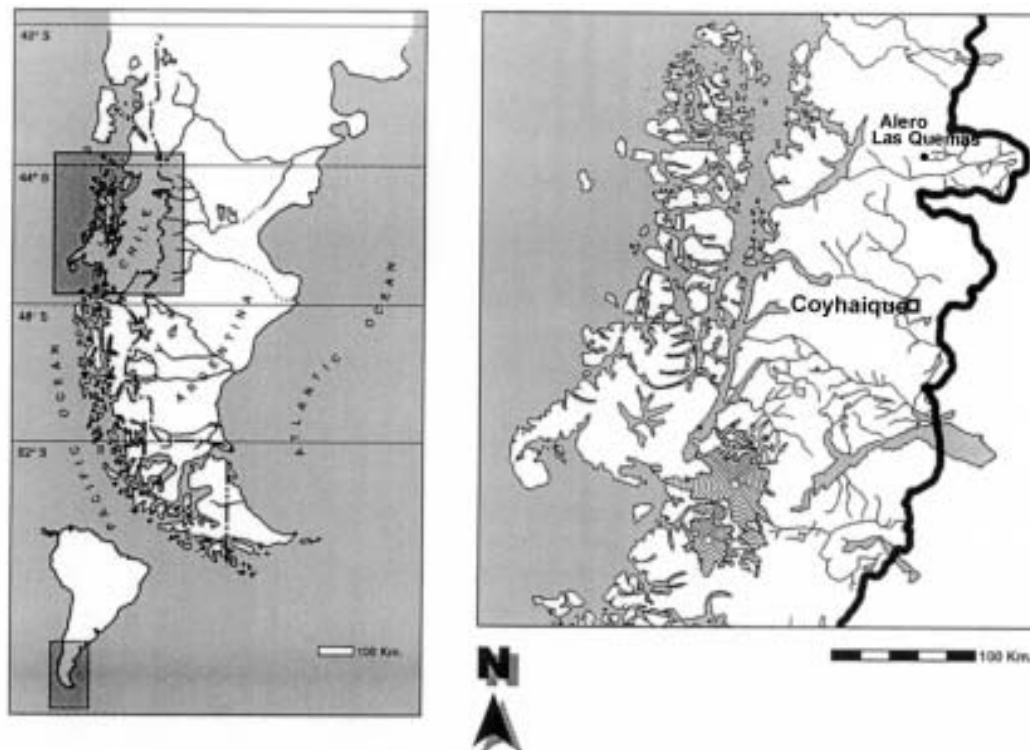 42° S
44° S
48° S
52° S
CHILE
ARGENTINA
PACIFIC OCEAN
ATLANTIC OCEAN
100 Km.
Alero
Las Quemas
Coyhaique
N
100 Km.